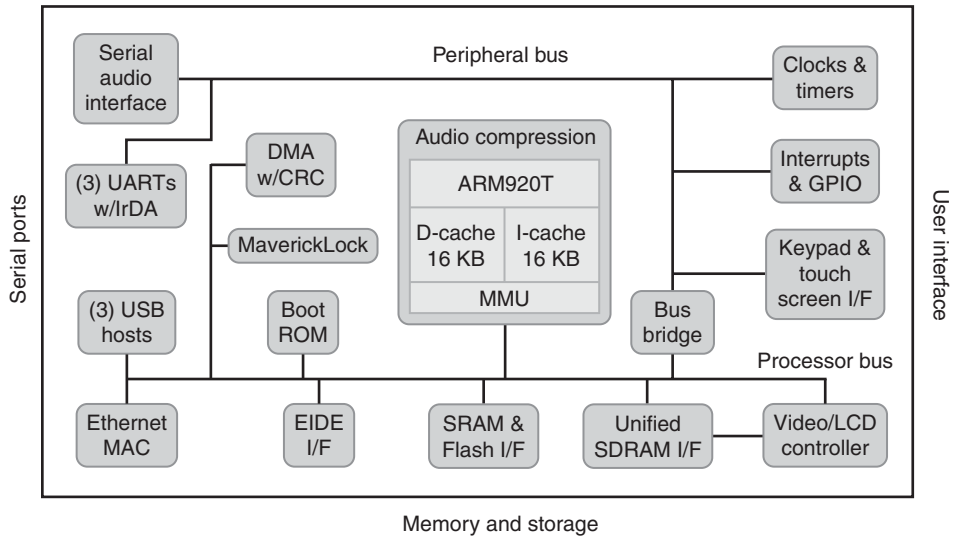 Serial
audio
interface
Peripheral bus
Clocks &
timers
Audio compression
DMA
w/CRC
ARM920T
Interrupts
& GPIO
(3) UARTs
w/IrDA
D-cache
16 KB
I-cache
16 KB
MaverickLock
Keypad &
touch
screen I/F
MMU
(3) USB
hosts
Boot
ROM
Bus
bridge
Processor bus
Ethernet
MAC
EIDE
I/F
SRAM &
Flash I/F
Unified
SDRAM I/F
Video/LCD
controller
Serial ports
User interface
Memory and storage